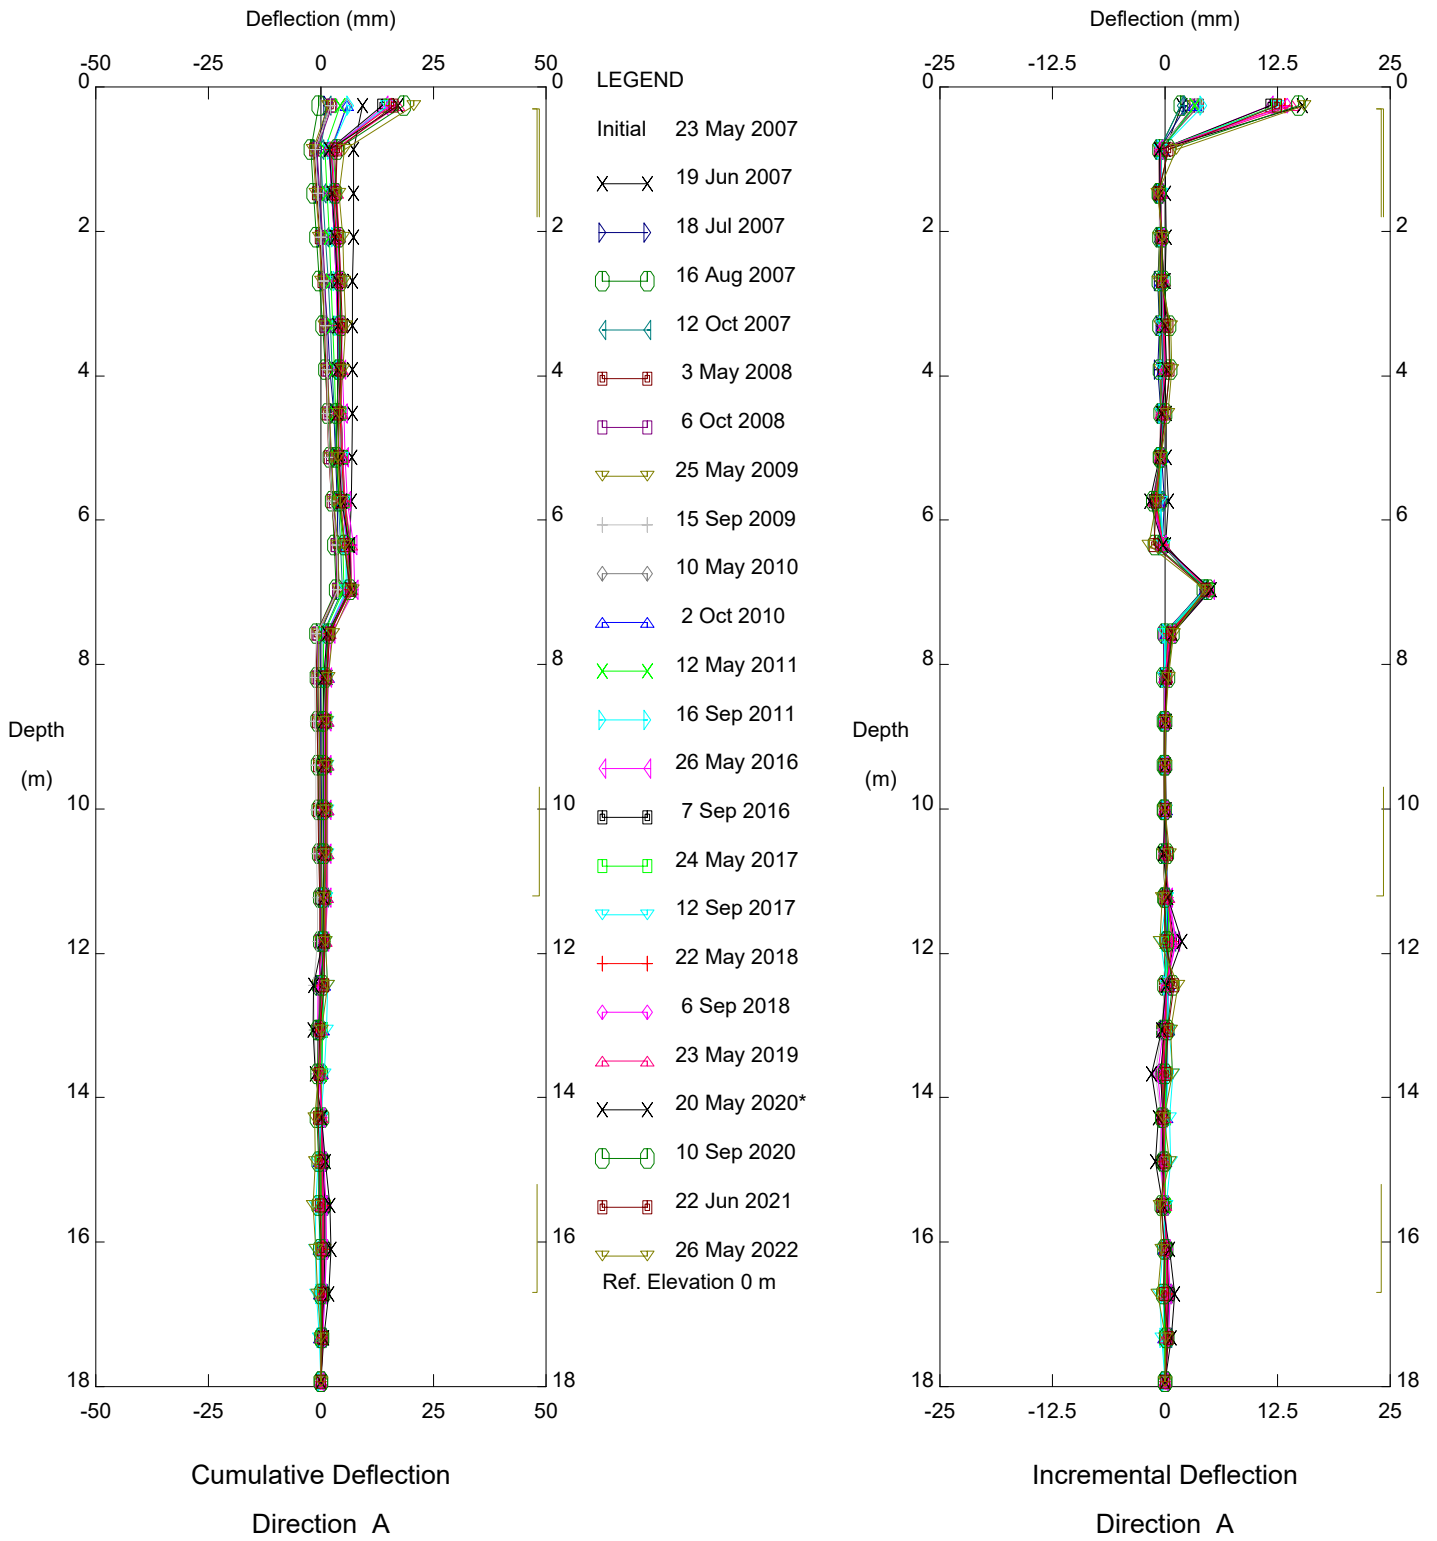 Deflection (mm)
-50 -25 0 25 50
0 0
2 2
4 4
6 6
8 8
Depth
(m)
10 10
12 12
14 14
16 16
18 18
-50 -25 0 25 50
Cumulative Deflection
Direction A
LEGEND
Initial 23 May 2007
19 Jun 2007
18 Jul 2007
16 Aug 2007
12 Oct 2007
3 May 2008
6 Oct 2008
25 May 2009
15 Sep 2009
10 May 2010
2 Oct 2010
12 May 2011
16 Sep 2011
26 May 2016
7 Sep 2016
24 May 2017
12 Sep 2017
22 May 2018
6 Sep 2018
23 May 2019
20 May 2020*
10 Sep 2020
22 Jun 2021
26 May 2022
Ref. Elevation 0 m
Deflection (mm)
-25 -12.5 0 12.5 25
0 0
2 2
4 4
6 6
8 8
Depth
(m)
10 10
12 12
14 14
16 16
18 18
-25 -12.5 0 12.5 25
Incremental Deflection
Direction A